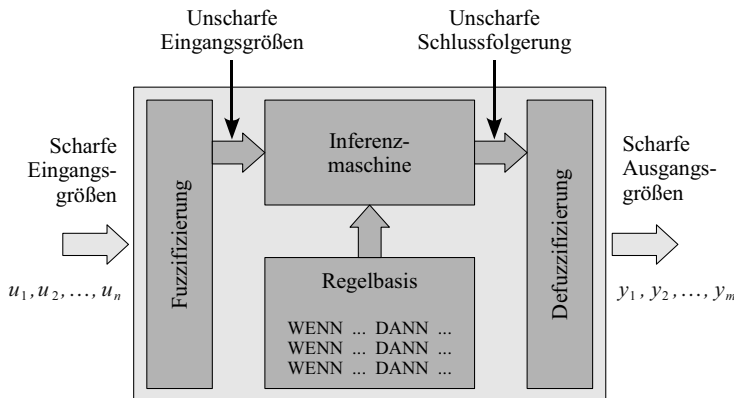 Unscharfe
Eingangsgrößen
Unscharfe
Schlussfolgerung
Scharfe
Eingangs-
größen
u1, u2, ..., un
Fuzzifizierung
Inferenz-
maschine
Regelbasis
WENN ... DANN ...
WENN ... DANN ...
WENN ... DANN ...
Defuzzifizierung
Scharfe
Ausgangs-
größen
y1, y2, ..., ym